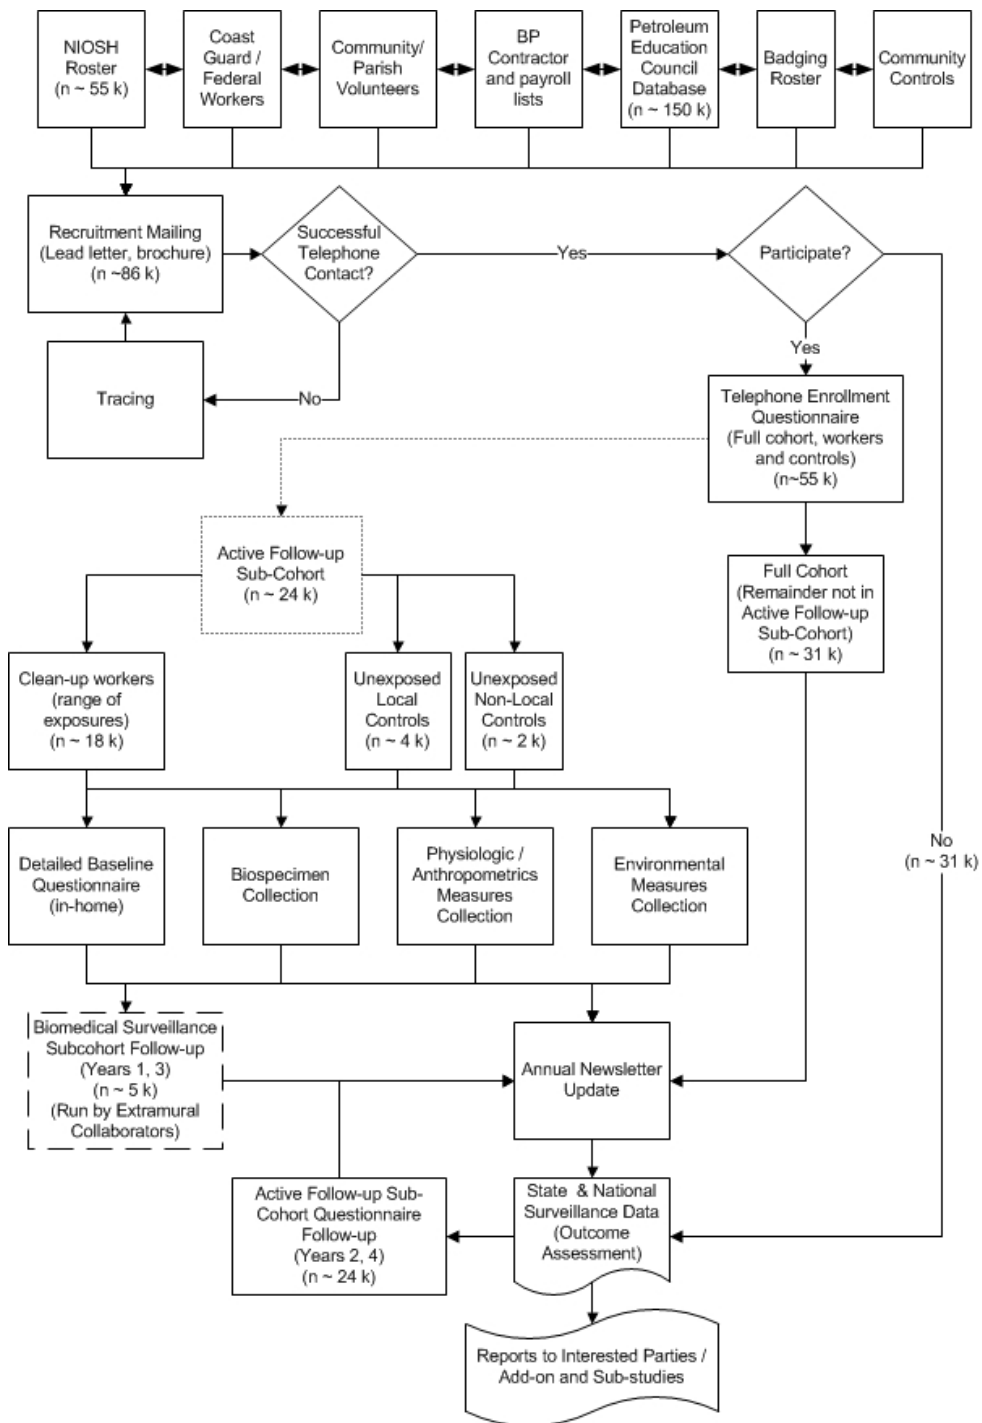 NIOSH
Roster
(n ~ 55 k)
Coast
Guard /
Federal
Workers
Community/
Parish
Volunteers
BP
Contractor
and payroll
lists
Petroleum
Education
Council
Database
(n ~ 150 k)
Badging
Roster
Community
Controls
Recruitment Mailing
(Lead letter, brochure)
(n ~86 k)
Successful
Telephone
Contact?
Yes
Participate?
Tracing
No
Yes
Telephone Enrollment
Questionnaire
(Full cohort, workers
and controls)
(n~55 k)
Active Follow-up
Sub-Cohort
(n ~ 24 k)
Full Cohort
(Remainder not in
Active Follow-up
Sub-Cohort)
(n ~ 31 k)
Clean-up workers
(range of
exposures)
(n ~ 18 k)
Unexposed
Local
Controls
(n ~ 4 k)
Unexposed
Non-Local
Controls
(n ~ 2 k)
No
(n ~ 31 k)
Detailed Baseline
Questionnaire
(in-home)
Biospecimen
Collection
Physiologic /
Anthropometrics
Measures
Collection
Environmental
Measures
Collection
Biomedical Surveillance
Subcohort Follow-up
(Years 1, 3)
(n ~ 5 k)
(Run by Extramural
Collaborators)
Annual Newsletter
Update
Active Follow-up Sub-
Cohort Questionnaire
Follow-up
(Years 2, 4)
(n ~ 24 k)
State & National
Surveillance Data
(Outcome
Assessment)
Reports to Interested Parties /
Add-on and Sub-studies